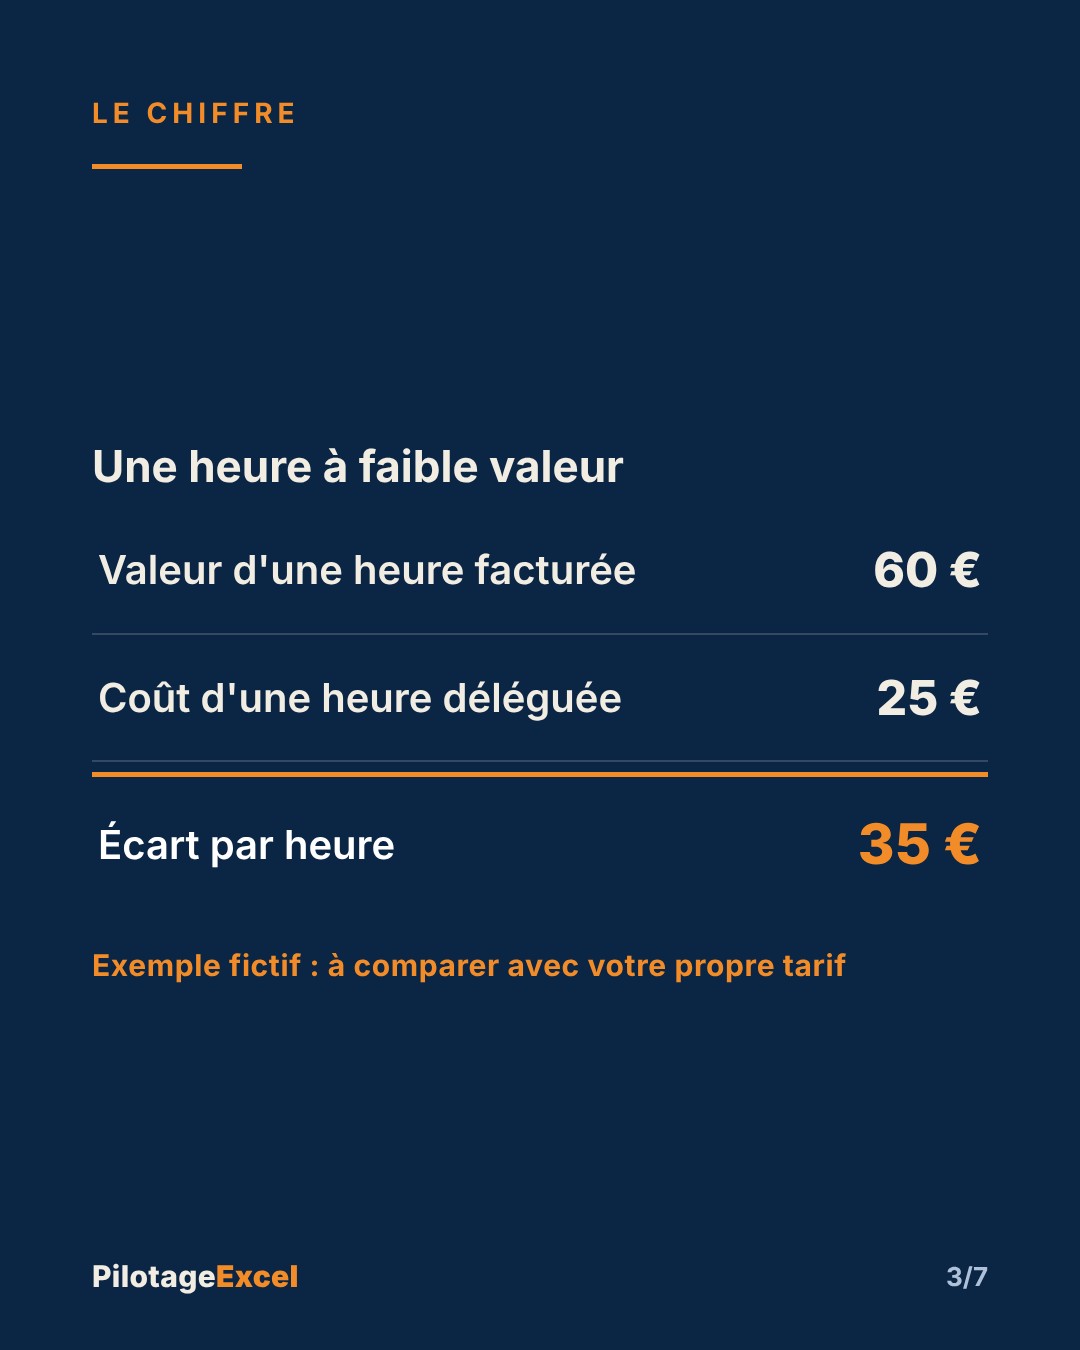 LE CHIFFRE
Une heure à faible valeur
Valeur d'une heure facturée 60 €
Coût d'une heure déléguée 25 €
Écart par heure 35 €
Exemple fictif : à comparer avec votre propre tarif
PilotageExcel 3/7